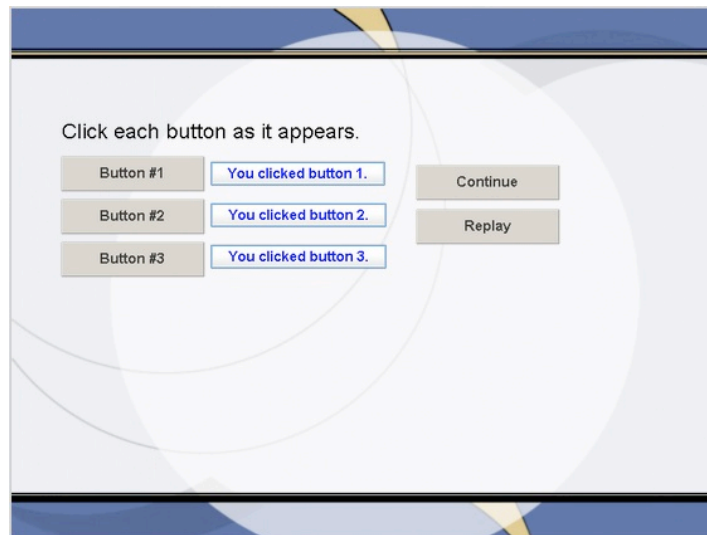 Click each button as it appears.
Button #1
You clicked button 1.
Button #2
You clicked button 2.
Button #3
You clicked button 3.
Continue
Replay